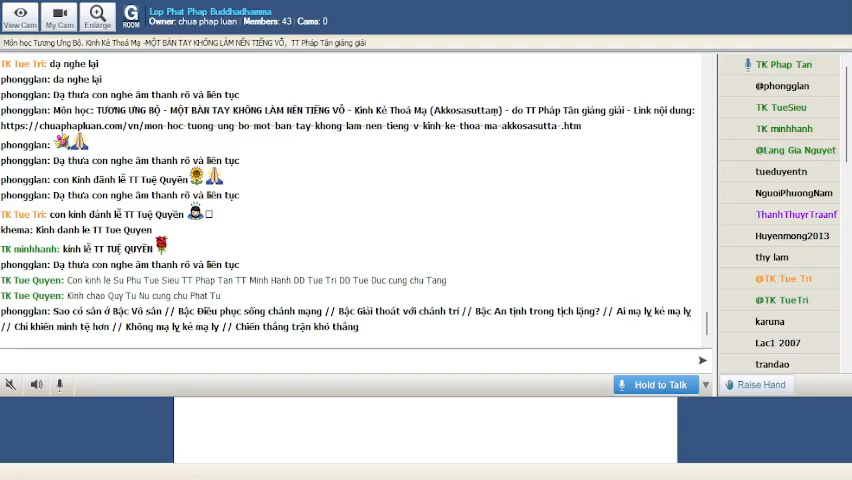 View Cam
My Cam
Enlarge
G
ROOM
Lop Phat Phap Buddhadhamma
Owner: chua phap luan Members: 43 Cams: 0
Môn học Tương Ưng Bộ. Kinh Kẻ Thoá Mạ -MỘT BÀN TAY KHÔNG LÀM NÊN TIẾNG VỖ, TT Pháp Tân giảng giải
TK Tue Tri: dạ nghe lại
phongglan: da nghe lại
phongglan: Dạ thưa con nghe âm thanh rõ và liên tục
phongglan: Môn học: TƯƠNG ƯNG BỘ - MỘT BÀN TAY KHÔNG LÀM NÊN TIẾNG VỖ - Kinh Kẻ Thoá Mạ (Akkosasuttaṃ) - do TT Pháp Tân giảng giải - Link nội dung:
https://chuaphapluan.com/vn/mon-hoc-tuong-ung-bo-mot-ban-tay-khong-lam-nen-tieng-v-kinh-ke-thoa-ma-akkosasutta-.htm
phongglan:
phongglan: Dạ thưa con nghe âm thanh rõ và liên tục
phongglan: con Kính đãnh lễ TT Tuệ Quyền
phongglan: Dạ thưa con nghe âm thanh rõ và liên tục
TK Tue Tri: con kính đảnh lễ TT Tuệ Quyền
khema: Kinh danh le TT Tue Quyen
TK minhhanh: kính lễ TT TUỆ QUYỀN
phongglan: Dạ thưa con nghe âm thanh rõ và liên tục
TK Tue Quyen: Con kinh le Su Phu Tue Sieu TT Phap Tan TT Minh Hanh DD Tue Tri DD Tue Duc cung chu Tang
TK Tue Quyen: Kinh chao Quy Tu Nu cung chu Phat Tu
phongglan: Sao có sân ở Bậc Vô sân // Bậc Điều phục sống chánh mạng // Bậc Giải thoát với chánh trí // Bậc An tịnh trong tịch lặng? // Ai mạ lỵ kẻ mạ lỵ
// Chỉ khiến mình tệ hơn // Không mạ lỵ kẻ mạ lỵ // Chiến thắng trận khó thắng
Hold to Talk
TK Phap Tan
@phongglan
TK TueSieu
TK minhhanh
@Lang Gia Nguyet
tueduyentn
NguoiPhuongNam
ThanhThuyrTraanf
Huyenmong2013
thy lam
@TK Tue Tri
@TK TueTri
karuna
Lac1 2007
trandao
Raise Hand